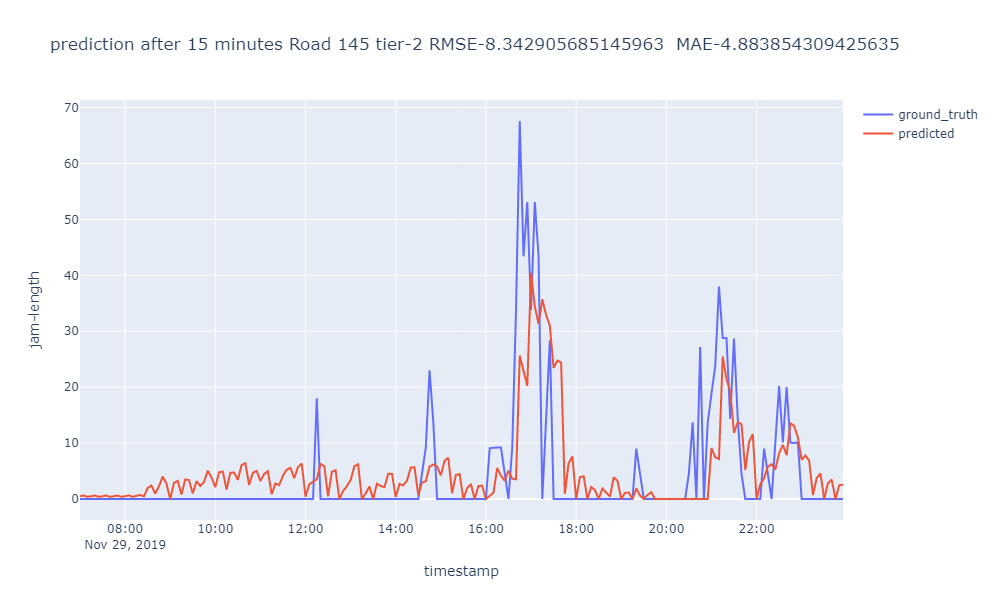 prediction after 15 minutes Road 145 tier-2 RMSE-8.342905685145963  MAE-4.883854309425635
ground_truth
predicted
jam-length
70
60
50
40
30
20
10
0
08:00 10:00 12:00 14:00 16:00 18:00 20:00 22:00
Nov 29, 2019
timestamp